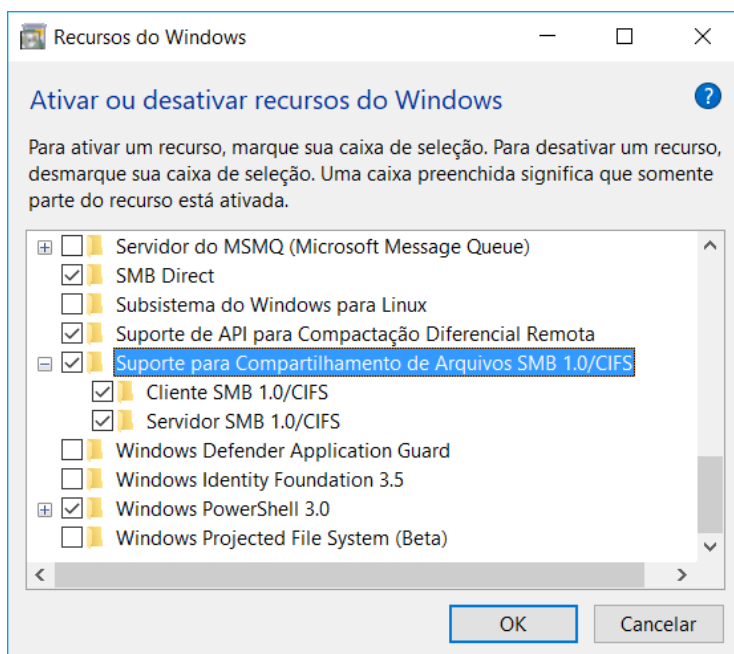 Recursos do Windows
Ativar ou desativar recursos do Windows
?
Para ativar um recurso, marque sua caixa de seleção. Para desativar um recurso,
desmarque sua caixa de seleção. Uma caixa preenchida significa que somente
parte do recurso está ativada.
Servidor do MSMQ (Microsoft Message Queue)
SMB Direct
Subsistema do Windows para Linux
Suporte de API para Compactação Diferencial Remota
Suporte para Compartilhamento de Arquivos SMB 1.0/CIFS
Cliente SMB 1.0/CIFS
Servidor SMB 1.0/CIFS
Windows Defender Application Guard
Windows Identity Foundation 3.5
Windows PowerShell 3.0
Windows Projected File System (Beta)
OK
Cancelar